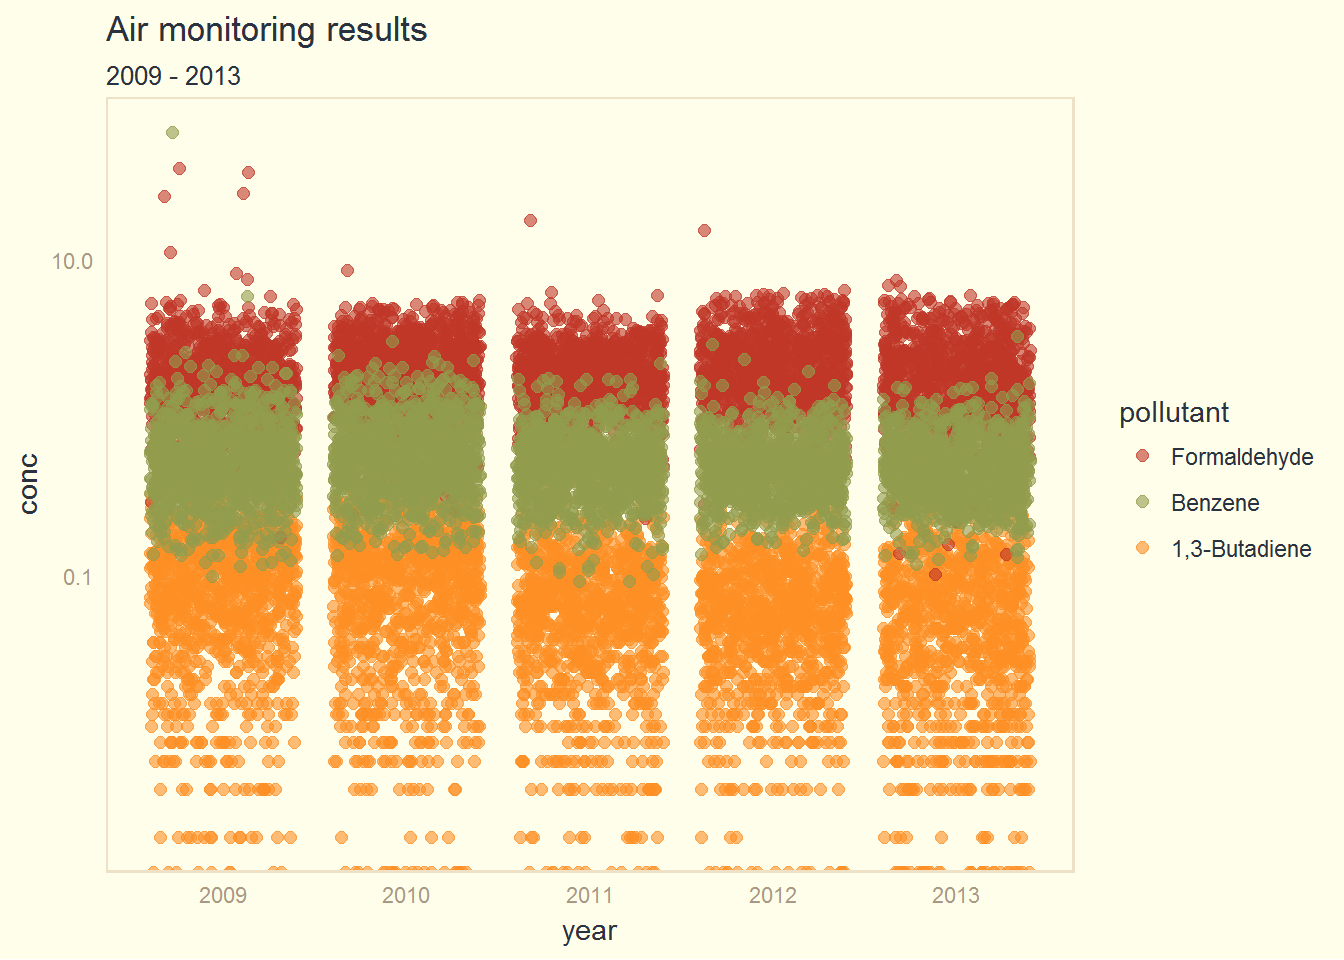 Air monitoring results
2009 - 2013
10.0
0.1
conc
2009
2010
2011
2012
2013
year
pollutant
Formaldehyde
Benzene
1,3-Butadiene